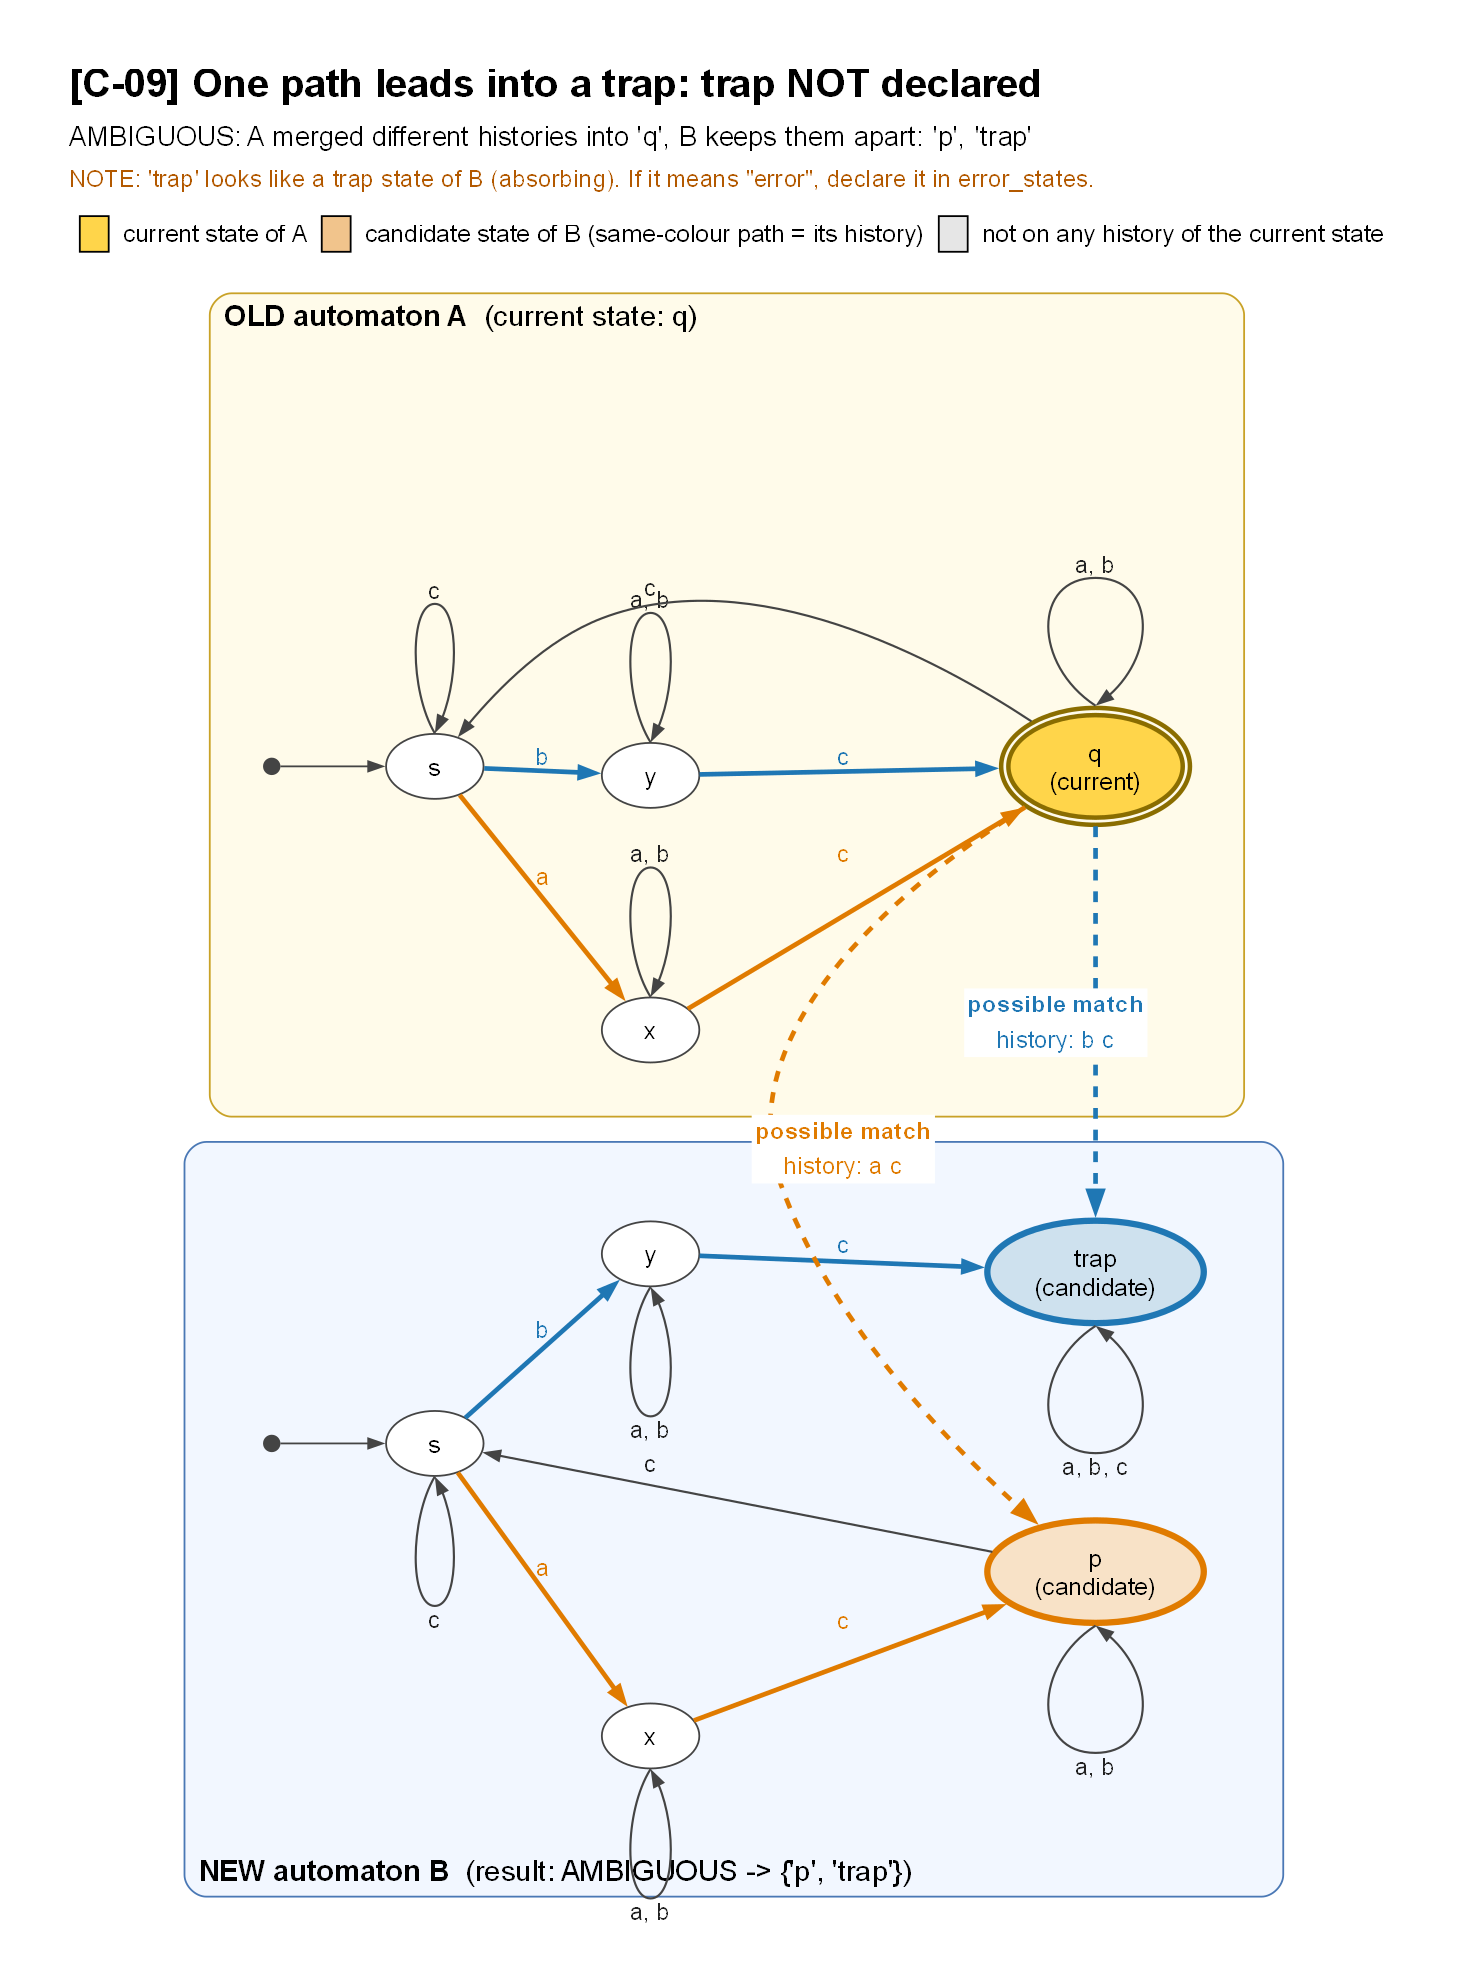 [C-09] One path leads into a trap: trap NOT declared
AMBIGUOUS: A merged different histories into 'q', B keeps them apart: 'p', 'trap'
NOTE: 'trap' looks like a trap state of B (absorbing). If it means "error", declare it in error_states.
current state of A
candidate state of B (same-colour path = its history)
not on any history of the current state
OLD automaton A (current state: q)
a, b
c
c
a, b
b
c
s
y
q
(current)
a, b
a
c
x
possible match
history: b c
possible match
history: a c
y
c
trap
(candidate)
b
a, b
s
c
a, b, c
p
(candidate)
a
c
c
x
a, b
NEW automaton B (result: AMBIGUOUS -> {'p', 'trap'})
a, b